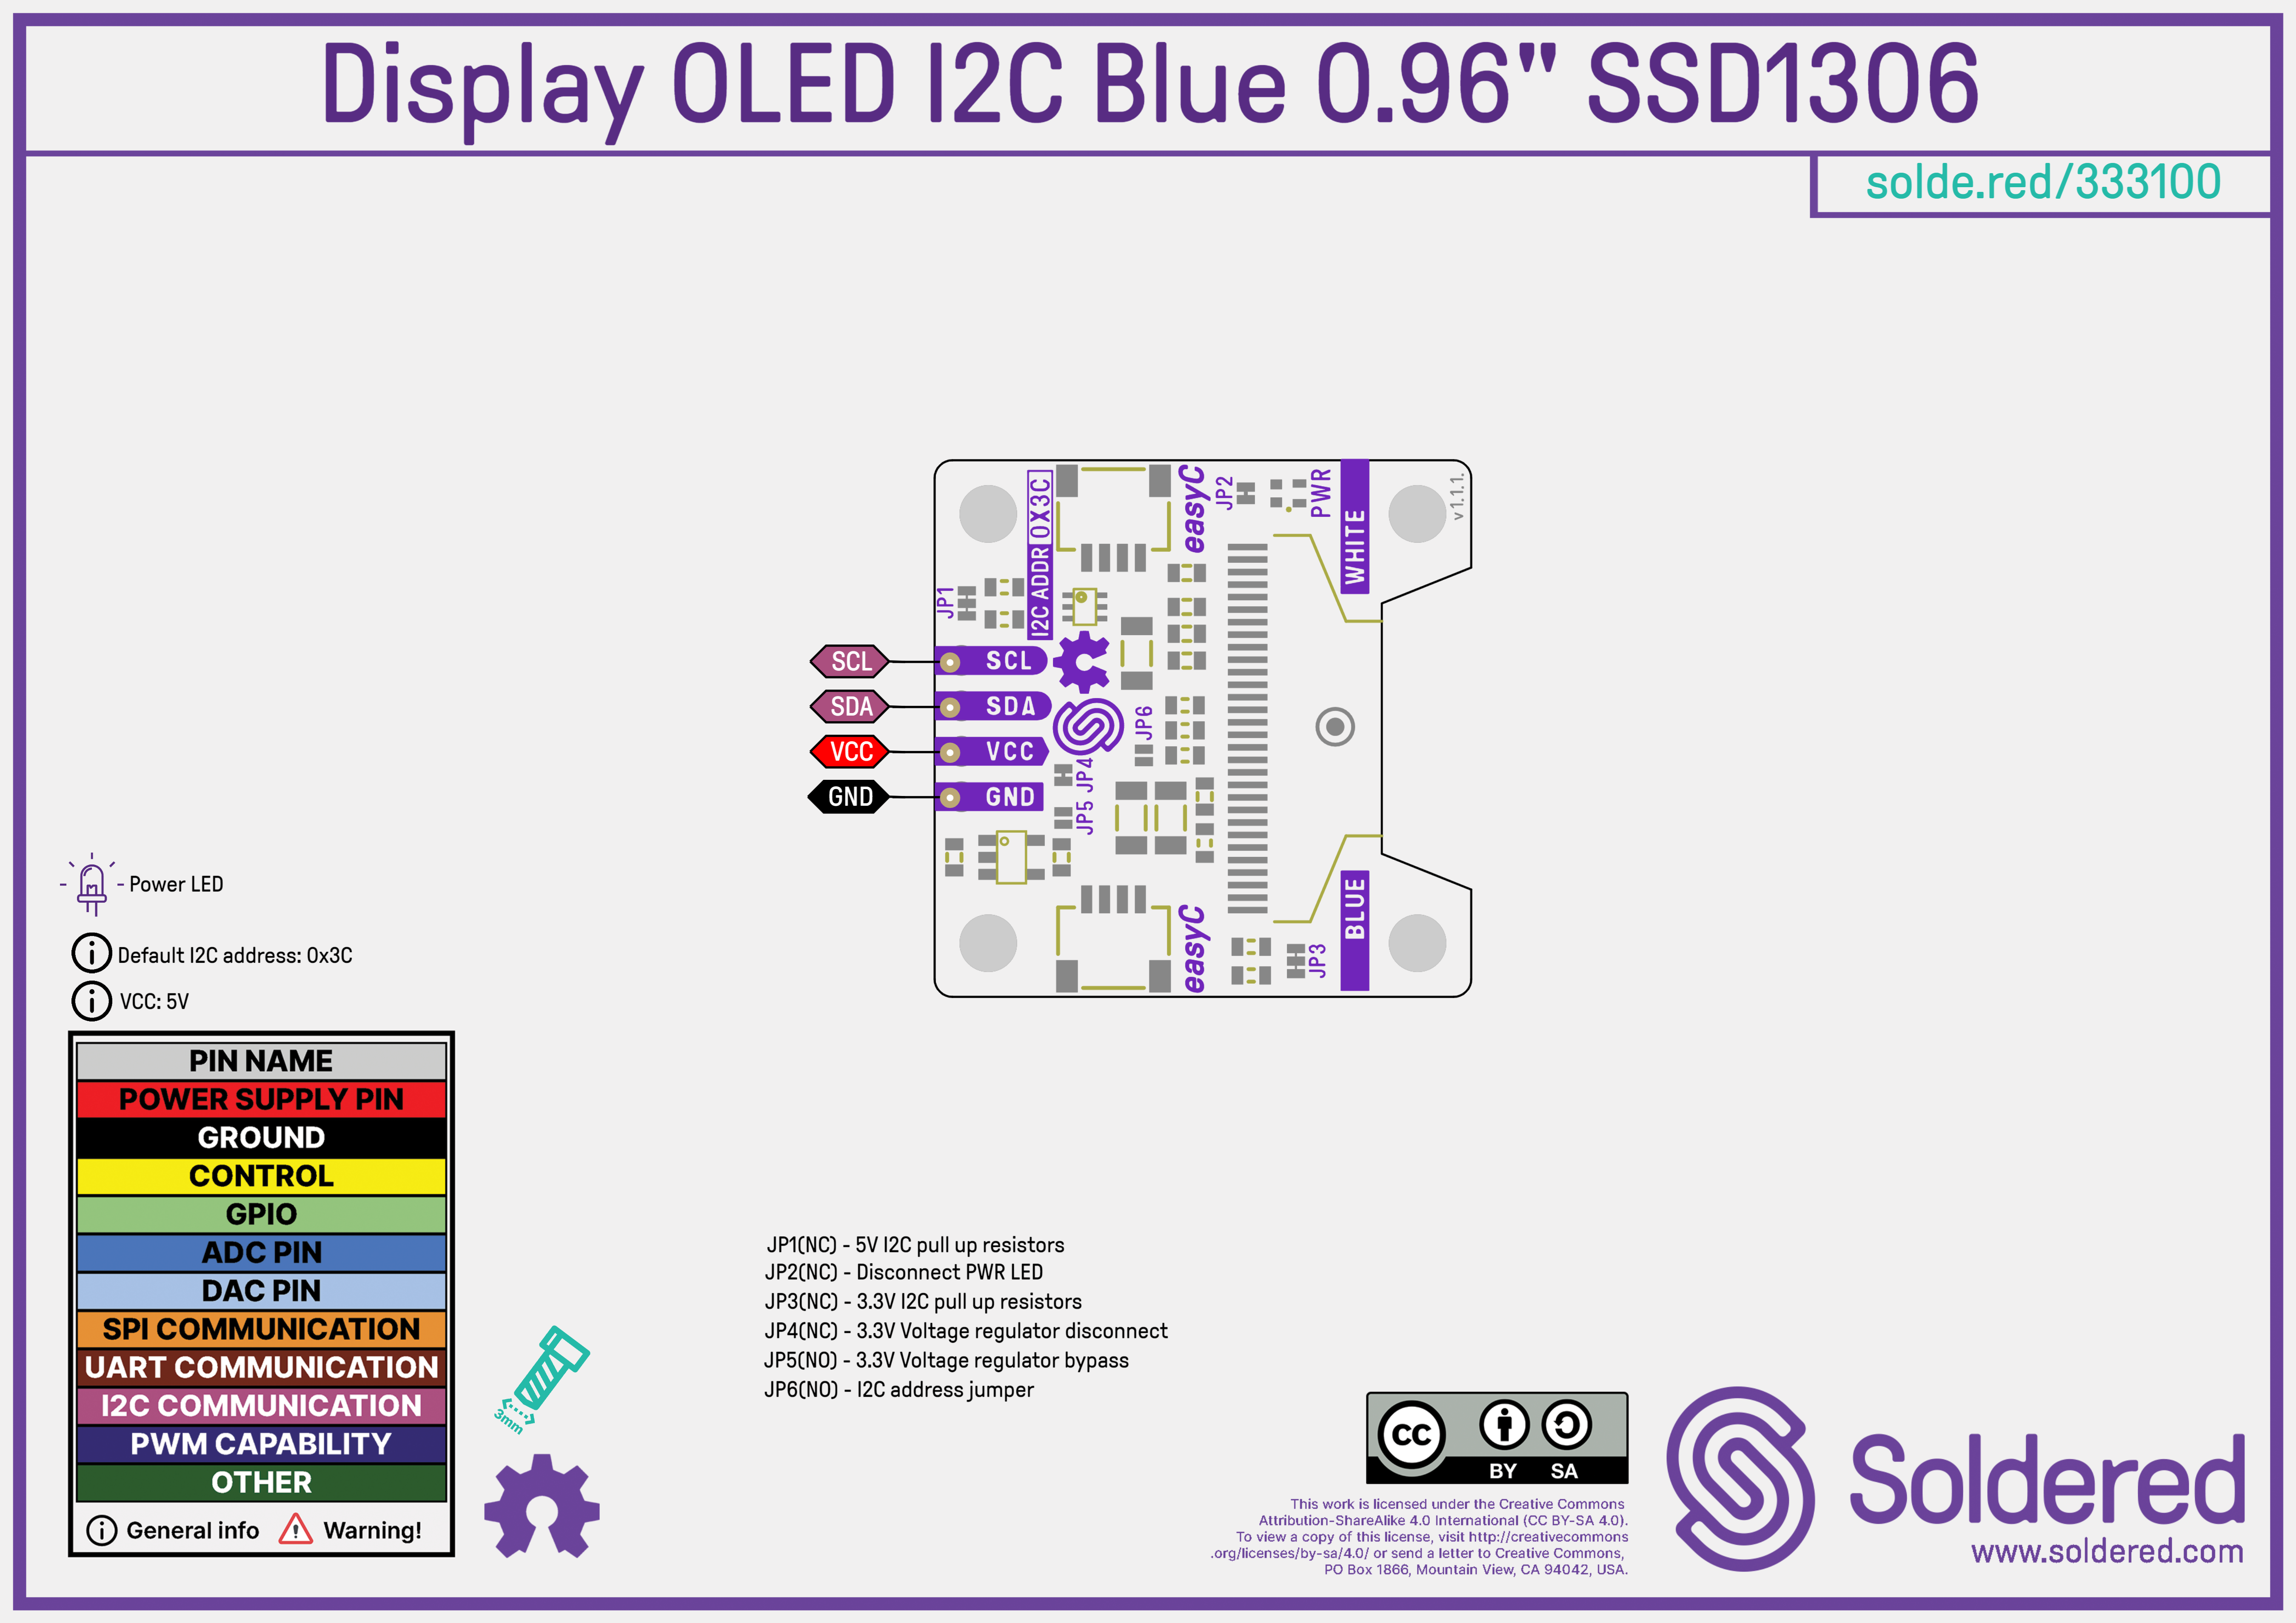 Display OLED I2C Blue 0.96" SSD1306
solde.red/333100
I2C ADDR 0X3C
easyC
JP2
PWR
WHITE
v1.1.1.
JP1
SCL
SCL
SDA
SDA
VCC
VCC
GND
GND
JP6
JP4
JP5
easyC
JP3
BLUE
Power LED
Default I2C address: 0x3C
VCC: 5V
PIN NAME
POWER SUPPLY PIN
GROUND
CONTROL
GPIO
ADC PIN
DAC PIN
SPI COMMUNICATION
UART COMMUNICATION
I2C COMMUNICATION
PWM CAPABILITY
OTHER
General info
Warning!
3mm
JP1(NC) - 5V I2C pull up resistors
JP2(NC) - Disconnect PWR LED
JP3(NC) - 3.3V I2C pull up resistors
JP4(NC) - 3.3V Voltage regulator disconnect
JP5(NO) - 3.3V Voltage regulator bypass
JP6(NO) - I2C address jumper
CC
BY SA
This work is licensed under the Creative Commons
Attribution-ShareAlike 4.0 International (CC BY-SA 4.0).
To view a copy of this license, visit http://creativecommons
.org/licenses/by-sa/4.0/ or send a letter to Creative Commons,
PO Box 1866, Mountain View, CA 94042, USA.
Soldered
www.soldered.com